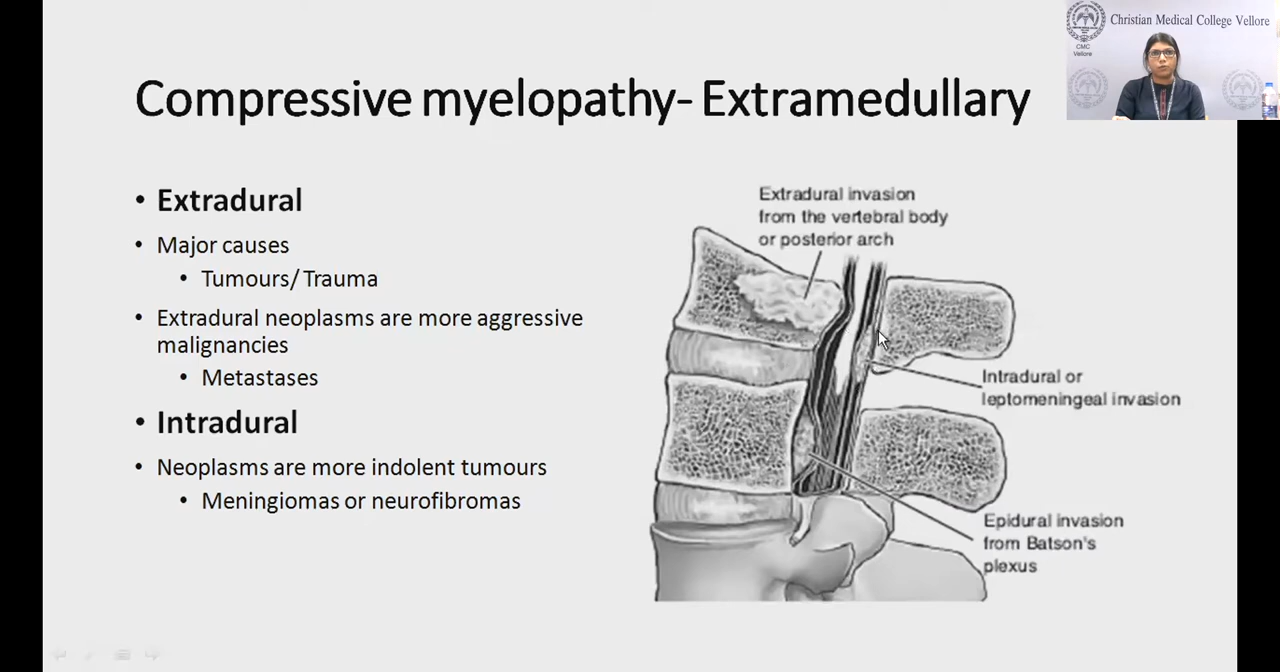 Christian Medical College Vellore
CMC
Vellore
Compressive myelopathy- Extramedullary
• Extradural
• Major causes
• Tumours/ Trauma
• Extradural neoplasms are more aggressive
malignancies
• Metastases
• Intradural
• Neoplasms are more indolent tumours
• Meningiomas or neurofibromas
Extradural invasion
from the vertebral body
or posterior arch
Intradural or
leptomeningeal invasion
Epidural invasion
from Batson's
plexus